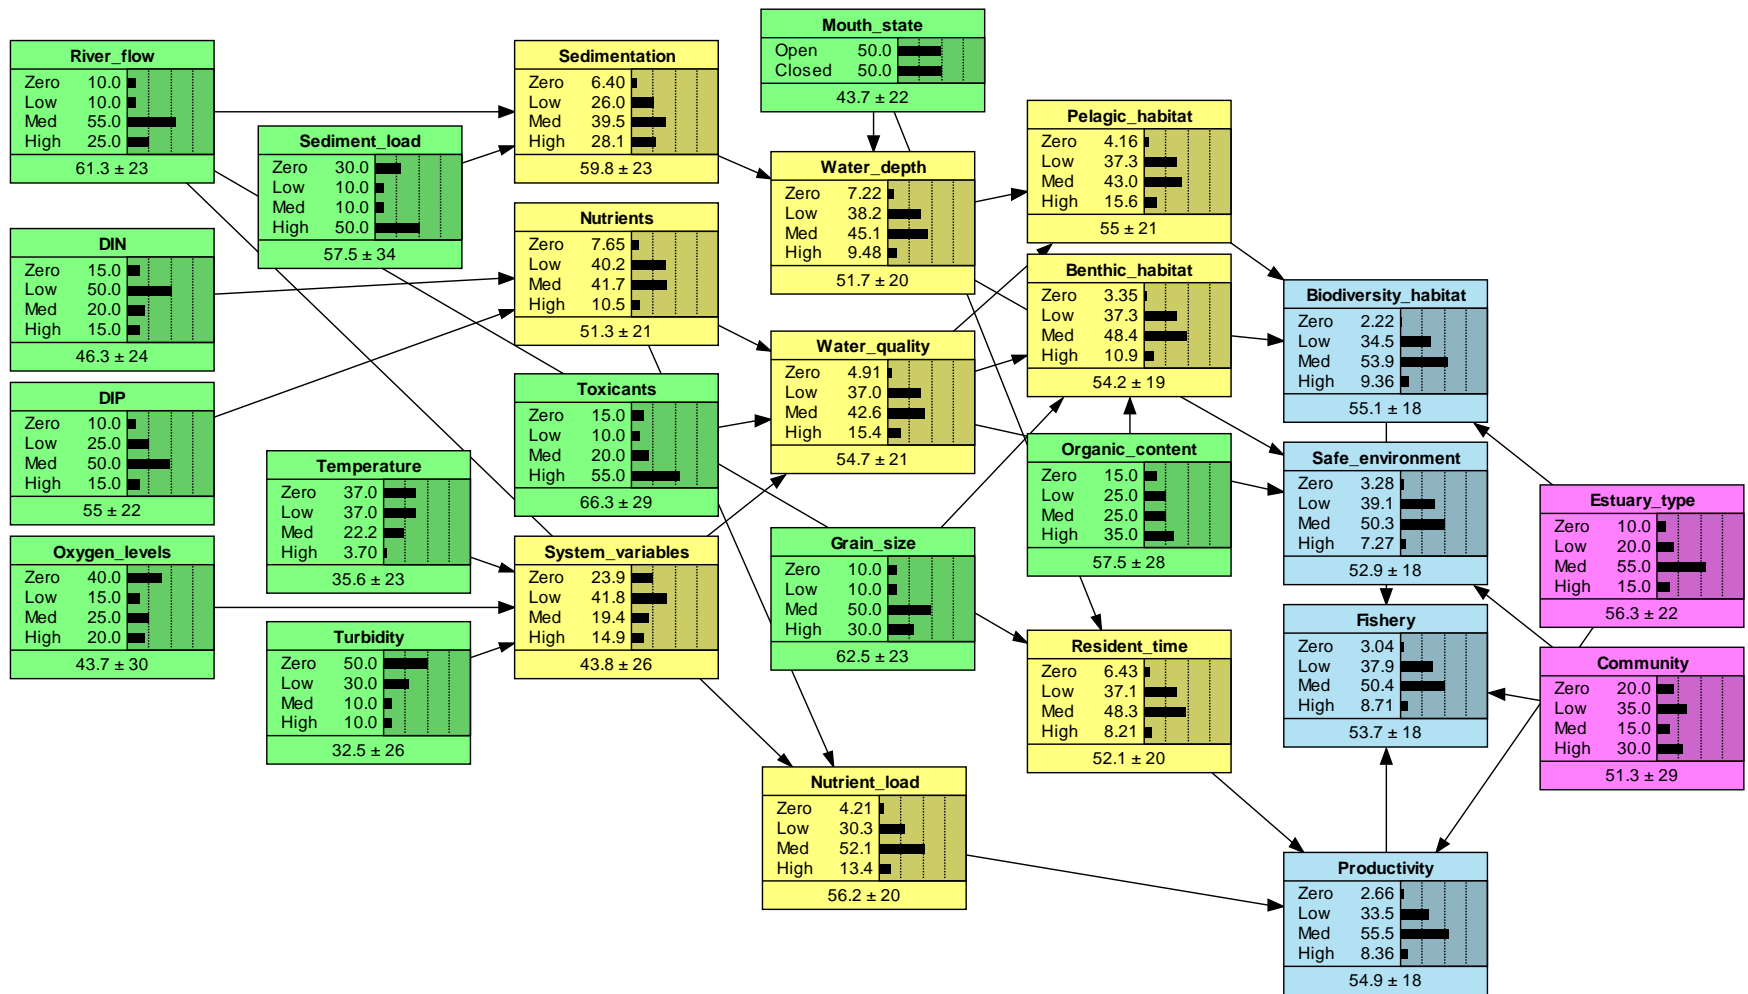 Mouth_state
Open 50.0
Closed 50.0
43.7 ± 22
River_flow
Zero 10.0
Low 10.0
Med 55.0
High 25.0
61.3 ± 23
Sedimentation
Zero 6.40
Low 26.0
Med 39.5
High 28.1
59.8 ± 23
Pelagic_habitat
Zero 4.16
Low 37.3
Med 43.0
High 15.6
55 ± 21
Sediment_load
Zero 30.0
Low 10.0
Med 10.0
High 50.0
57.5 ± 34
Water_depth
Zero 7.22
Low 38.2
Med 45.1
High 9.48
51.7 ± 20
Nutrients
Zero 7.65
Low 40.2
Med 41.7
High 10.5
51.3 ± 21
DIN
Zero 15.0
Low 50.0
Med 20.0
High 15.0
46.3 ± 24
Benthic_habitat
Zero 3.35
Low 37.3
Med 48.4
High 10.9
54.2 ± 19
Biodiversity_habitat
Zero 2.22
Low 34.5
Med 53.9
High 9.36
55.1 ± 18
Water_quality
Zero 4.91
Low 37.0
Med 42.6
High 15.4
54.7 ± 21
Toxicants
Zero 15.0
Low 10.0
Med 20.0
High 55.0
66.3 ± 29
DIP
Zero 10.0
Low 25.0
Med 50.0
High 15.0
55 ± 22
Organic_content
Zero 15.0
Low 25.0
Med 25.0
High 35.0
57.5 ± 28
Safe_environment
Zero 3.28
Low 39.1
Med 50.3
High 7.27
52.9 ± 18
Temperature
Zero 37.0
Low 37.0
Med 22.2
High 3.70
35.6 ± 23
Estuary_type
Zero 10.0
Low 20.0
Med 55.0
High 15.0
56.3 ± 22
Grain_size
Zero 10.0
Low 10.0
Med 50.0
High 30.0
62.5 ± 23
Oxygen_levels
Zero 40.0
Low 15.0
Med 25.0
High 20.0
43.7 ± 30
System_variables
Zero 23.9
Low 41.8
Med 19.4
High 14.9
43.8 ± 26
Fishery
Zero 3.04
Low 37.9
Med 50.4
High 8.71
53.7 ± 18
Turbidity
Zero 50.0
Low 30.0
Med 10.0
High 10.0
32.5 ± 26
Resident_time
Zero 6.43
Low 37.1
Med 48.3
High 8.21
52.1 ± 20
Community
Zero 20.0
Low 35.0
Med 15.0
High 30.0
51.3 ± 29
Nutrient_load
Zero 4.21
Low 30.3
Med 52.1
High 13.4
56.2 ± 20
Productivity
Zero 2.66
Low 33.5
Med 55.5
High 8.36
54.9 ± 18